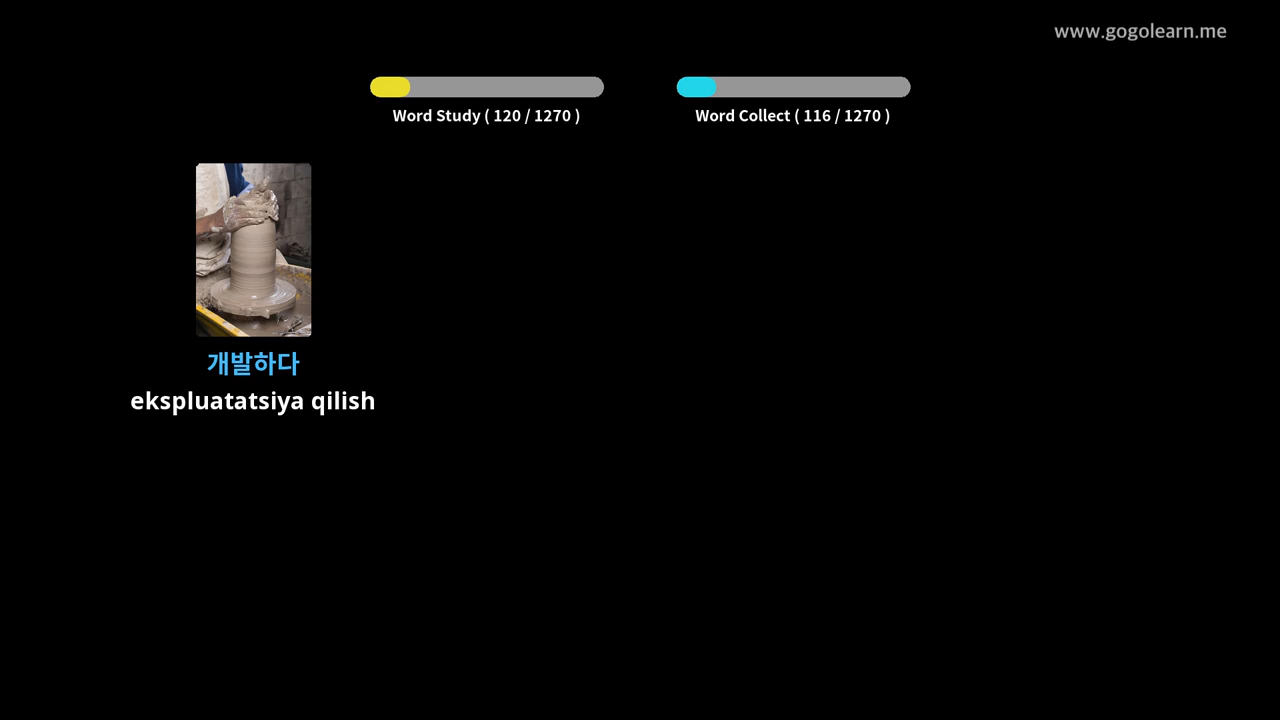 www.gogolearn.me
Word Study ( 120 / 1270 )
Word Collect ( 116 / 1270 )
개발하다
ekspluatatsiya qilish